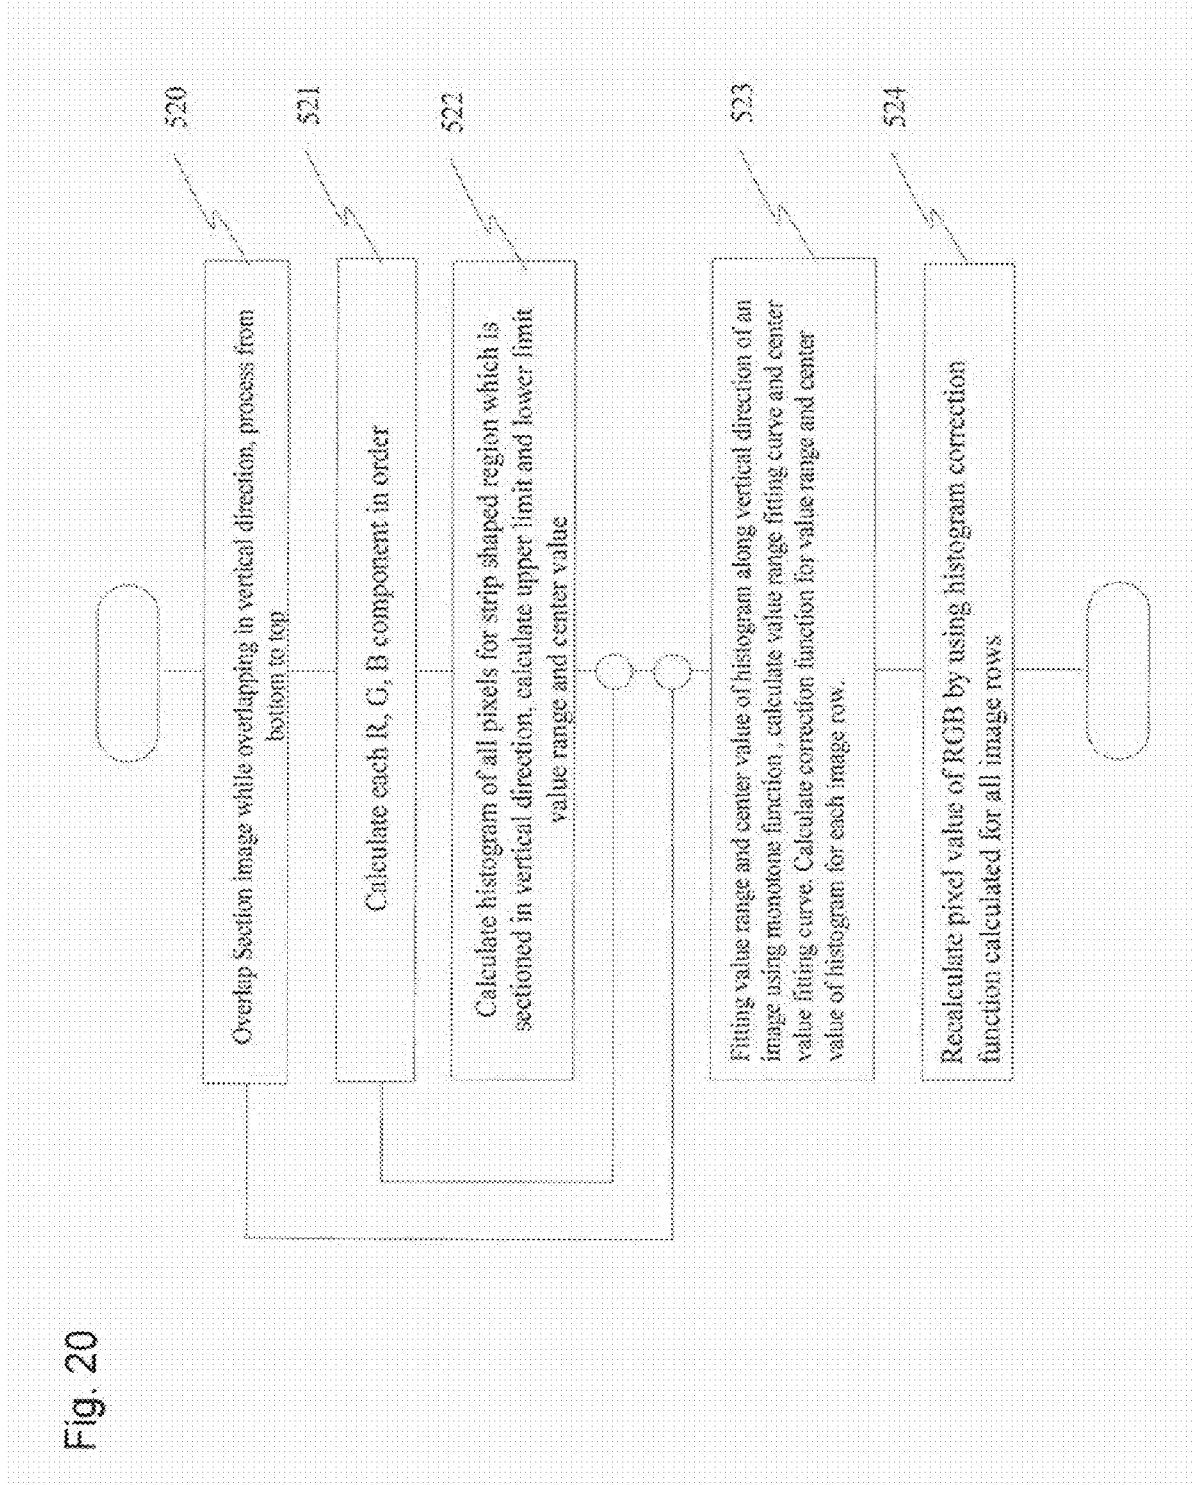 Fig. 20
520
Overlap Section image while overlapping in vertical direction, process from
bottom to top
521
Calculate each R, G, B component in order
522
Calculate histogram of all pixels for strip shaped region which is
sectioned in vertical direction, calculate upper limit and lower limit
value range and center value
523
Fitting value range and center value of histogram along vertical direction of an
image using monotone function , calculate value range fitting curve and center
value fitting curve. Calculate correction function for value range and center
value of histogram for each image row.
524
Recalculate pixel value of RGB by using histogram correction
function calculated for all image rows